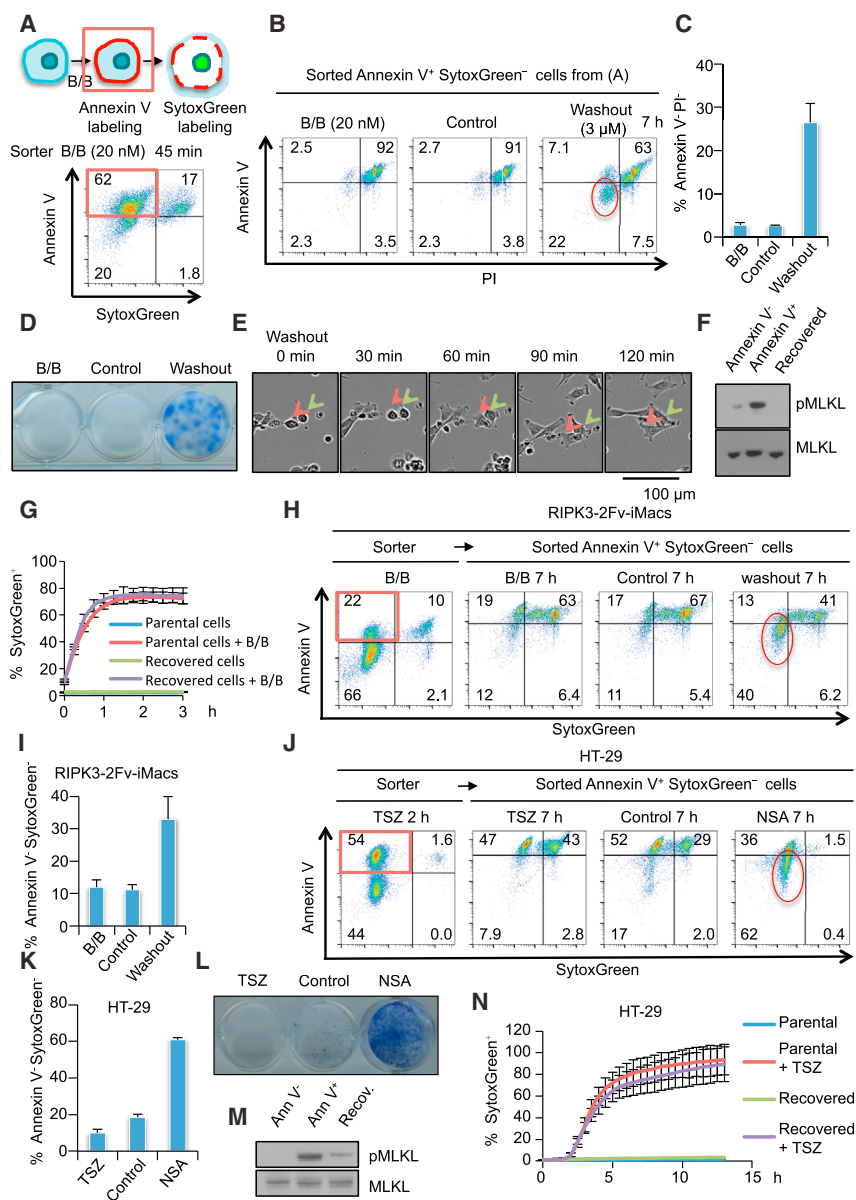 A
B/B
Annexin V
labeling
SytoxGreen
labeling
Sorter B/B (20 nM) 45 min
62
17
20
1.8
Annexin V
SytoxGreen
B
Sorted Annexin V+ SytoxGreen− cells from (A)
B/B (20 nM)
Control
Washout
(3 µM)
7 h
2.5
92
2.3
3.5
2.7
91
2.3
3.8
7.1
63
22
7.5
Annexin V
PI
C
% Annexin V- PI-
40
30
20
10
0
B/B
Control
Washout
D
B/B
Control
Washout
E
Washout
0 min
30 min
60 min
90 min
120 min
100 µm
F
Annexin V-
Annexin V+
Recovered
pMLKL
MLKL
G
% SytoxGreen+
100
80
60
40
20
0
0
1
2
3
h
Parental cells
Parental cells + B/B
Recovered cells
Recovered cells + B/B
H
RIPK3-2Fv-iMacs
Sorter
Sorted Annexin V+ SytoxGreen− cells
B/B
B/B 7 h
Control 7 h
washout 7 h
22
10
66
2.1
19
63
12
6.4
17
67
11
5.4
13
41
40
6.2
Annexin V
SytoxGreen
I
RIPK3-2Fv-iMacs
% Annexin V- SytoxGreen-
40
30
20
10
0
B/B
Control
Washout
J
HT-29
Sorter
Sorted Annexin V+ SytoxGreen− cells
TSZ 2 h
TSZ 7 h
Control 7 h
NSA 7 h
54
1.6
44
0.0
47
43
7.9
2.8
52
29
17
2.0
36
1.5
62
0.4
Annexin V
SytoxGreen
K
HT-29
% Annexin V- SytoxGreen-
80
60
40
20
0
TSZ
Control
NSA
L
TSZ
Control
NSA
M
Ann V-
Ann V+
Recov.
pMLKL
MLKL
N
HT-29
% SytoxGreen+
120
100
80
60
40
20
0
0
5
10
15
h
Parental
Parental
+ TSZ
Recovered
Recovered
+ TSZ